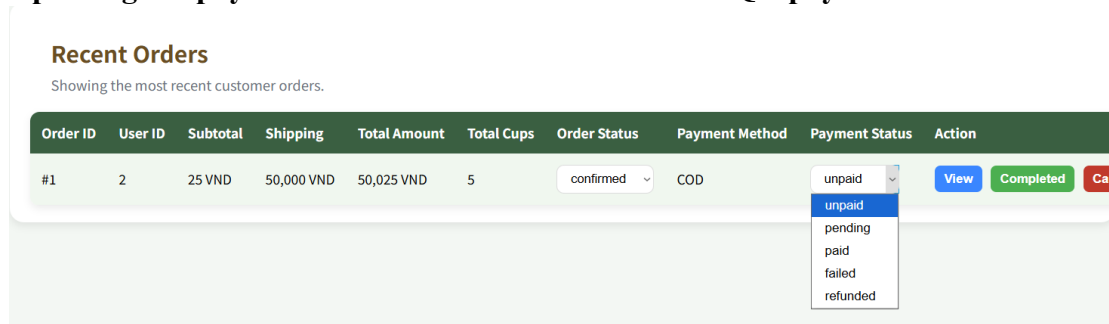 Recent Orders
Showing the most recent customer orders.
Order ID User ID Subtotal Shipping Total Amount Total Cups Order Status Payment Method Payment Status Action
#1 2 25 VND 50,000 VND 50,025 VND 5 confirmed COD unpaid View Completed Ca
unpaid
pending
paid
failed
refunded